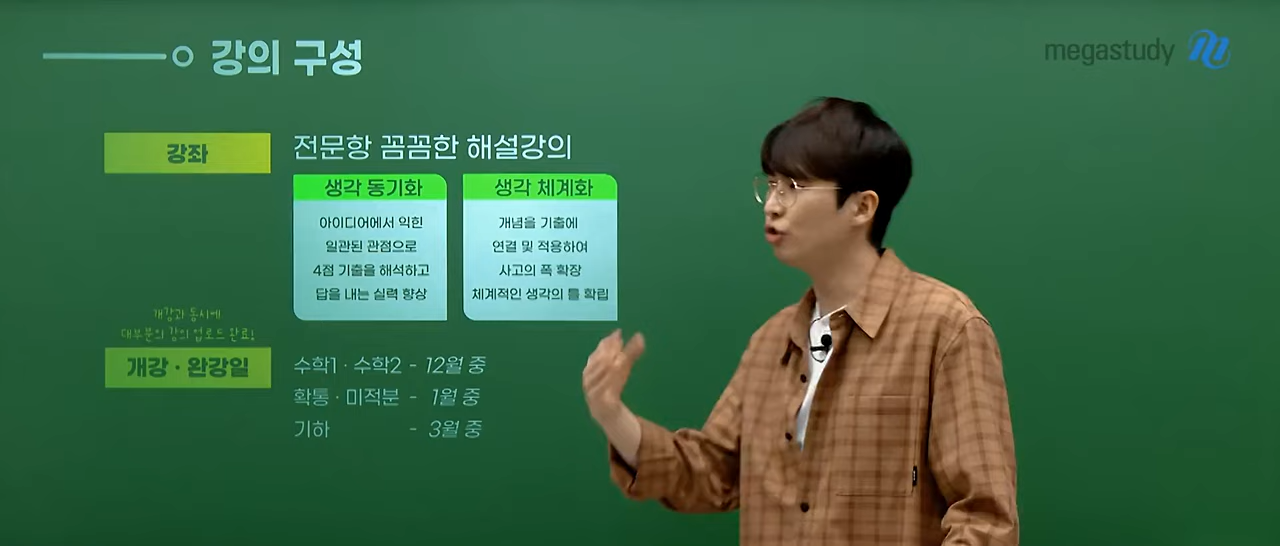 강의 구성
megastudy
강좌
전문항 꼼꼼한 해설강의
생각 동기화
아이디어에서 익힌
일관된 관점으로
4점 기출을 해석하고
답을 내는 실력 향상
생각 체계화
개념을 기출에
연결 및 적용하여
사고의 폭 확장
체계적인 생각의 틀 확립
개강과 동시에
대부분의 강의 업로드 완료!
개강 · 완강일
수학1 · 수학2 - 12월 중
확통 · 미적분 - 1월 중
기하 - 3월 중